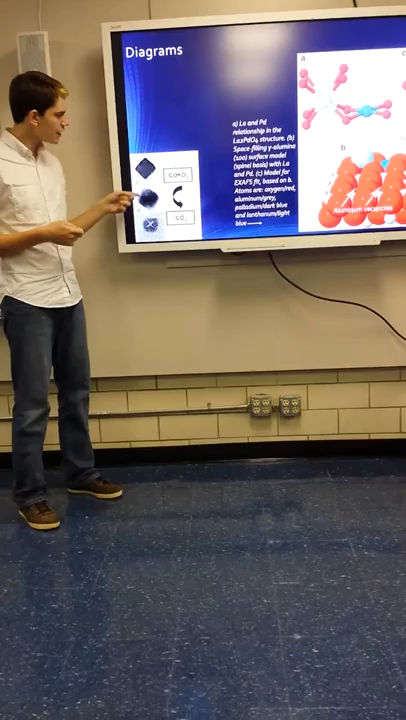 Diagrams
a
c
a) La and Pd
relationship in the
La2PdO4 structure. (b)
Space-filling γ-alumina
(100) surface model
(spinel basis) with La
and Pd. (c) Model for
EXAFS fit, based on b.
Atoms are: oxygen/red,
aluminum/grey,
palladium/dark blue
and lanthanum/light
blue
b
CO+O2
CO2
Aluminum vacancies